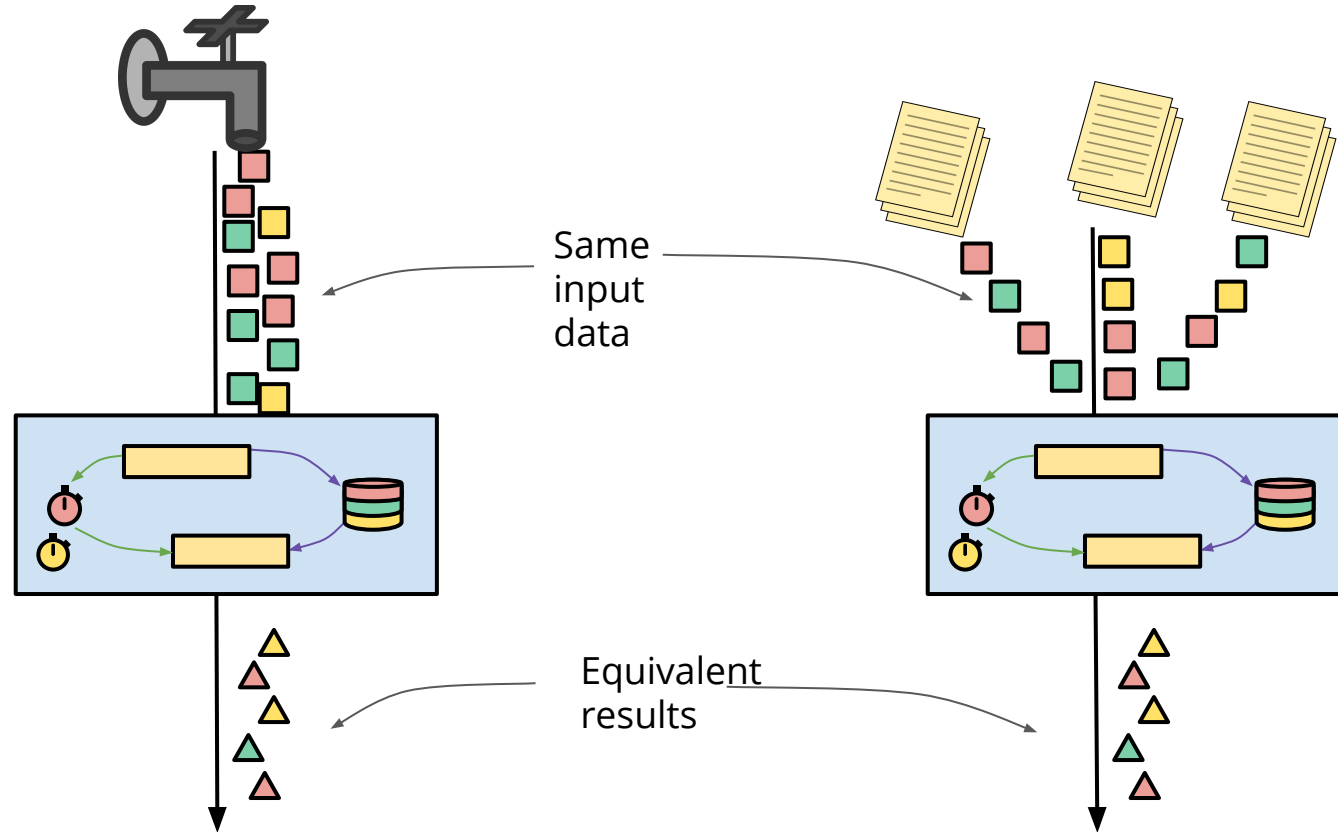 Same
input
data
Equivalent
results